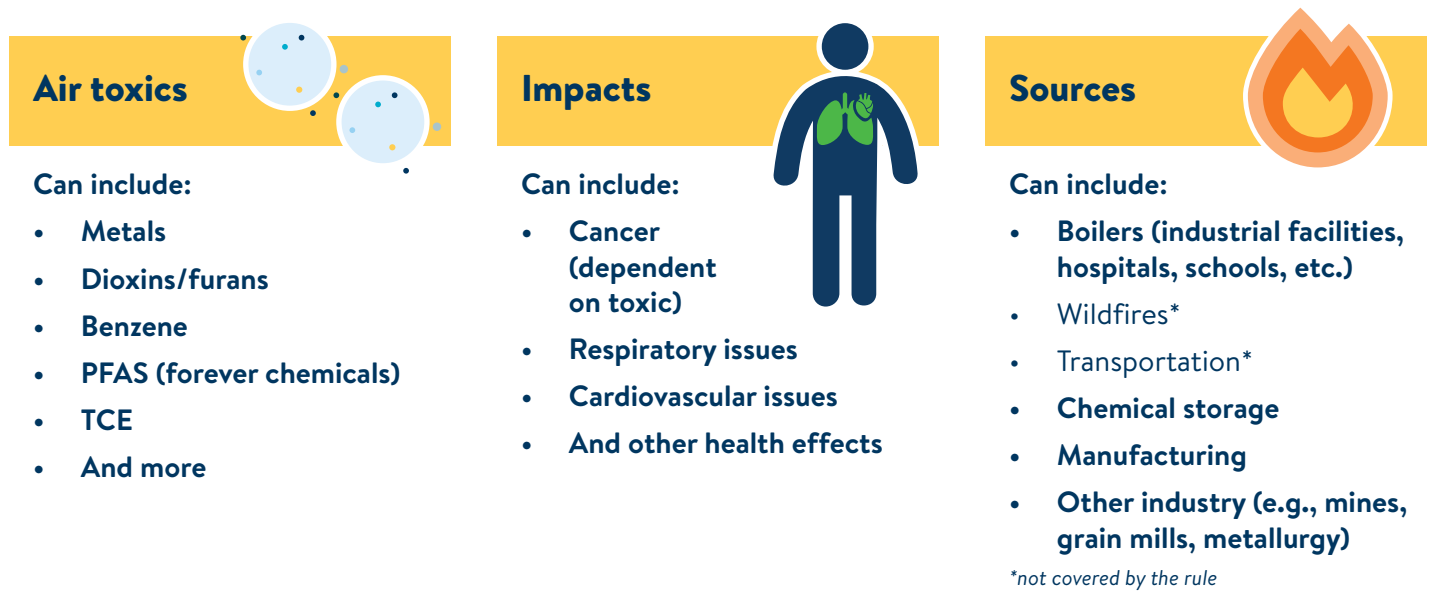 Air toxics
Can include:
• Metals
• Dioxins/furans
• Benzene
• PFAS (forever chemicals)
• TCE
• And more
Impacts
Can include:
• Cancer
(dependent
on toxic)
• Respiratory issues
• Cardiovascular issues
• And other health effects
Sources
Can include:
• Boilers (industrial facilities,
hospitals, schools, etc.)
• Wildfires*
• Transportation*
• Chemical storage
• Manufacturing
• Other industry (e.g., mines,
grain mills, metallurgy)
*not covered by the rule